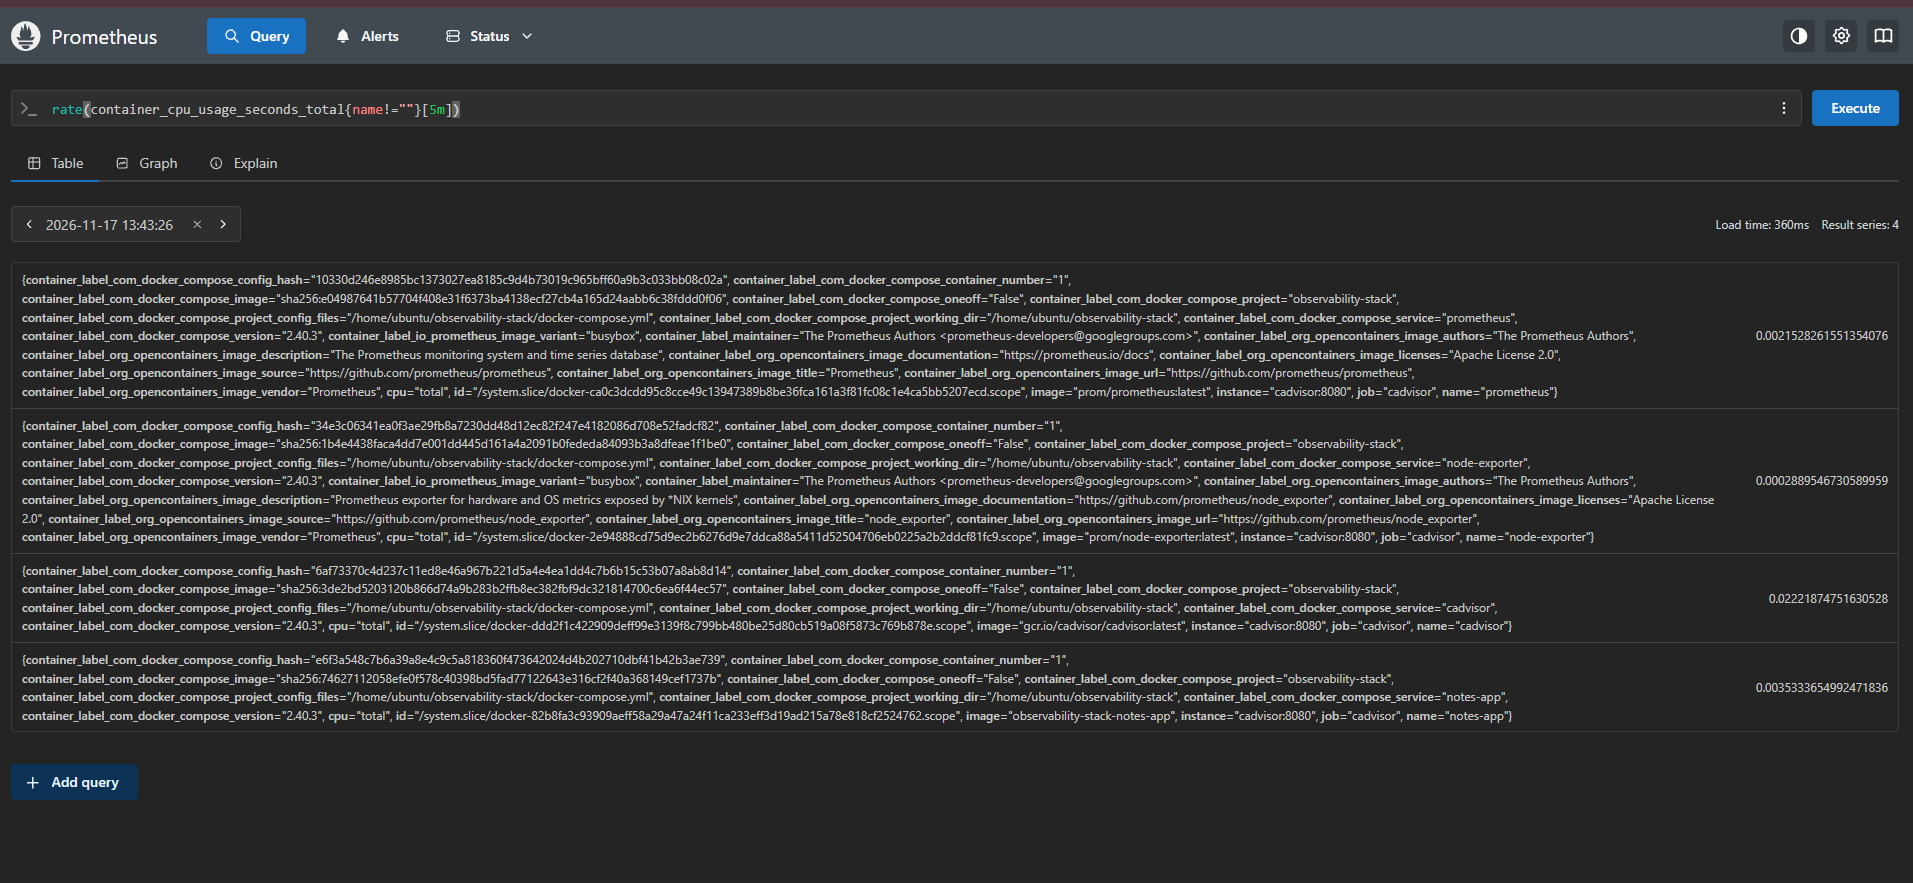 Prometheus
Query
Alerts
Status
rate(container_cpu_usage_seconds_total{name!=""}[5m])
Execute
Table
Graph
Explain
2026-11-17 13:43:26
Load time: 360ms Result series: 4
{container_label_com_docker_compose_config_hash="10330d246e8985bc1373027ea8185c9d4b73019c965bff60a9b3c033bb08c02a", container_label_com_docker_compose_container_number="1",
container_label_com_docker_compose_image="sha256:e04987641b57704f408e31f6373ba4138ecf27cb4a165d24aabb6c38fddd0f06", container_label_com_docker_compose_oneoff="False", container_label_com_docker_compose_project="observability-stack",
container_label_com_docker_compose_project_config_files="/home/ubuntu/observability-stack/docker-compose.yml", container_label_com_docker_compose_project_working_dir="/home/ubuntu/observability-stack", container_label_com_docker_compose_service="prometheus",
container_label_com_docker_compose_version="2.40.3", container_label_io_prometheus_image_variant="busybox", container_label_maintainer="The Prometheus Authors <prometheus-developers@googlegroups.com>", container_label_org_opencontainers_image_authors="The Prometheus Authors",
container_label_org_opencontainers_image_description="The Prometheus monitoring system and time series database", container_label_org_opencontainers_image_documentation="https://prometheus.io/docs", container_label_org_opencontainers_image_licenses="Apache License 2.0",
container_label_org_opencontainers_image_source="https://github.com/prometheus/prometheus", container_label_org_opencontainers_image_title="Prometheus", container_label_org_opencontainers_image_url="https://github.com/prometheus/prometheus",
container_label_org_opencontainers_image_vendor="Prometheus", cpu="total", id="/system.slice/docker-ca0c3dcdd95c8cce49c13947389b8be36fca161a3f81fc08c1e4ca5bb5207ecd.scope", image="prom/prometheus:latest", instance="cadvisor:8080", job="cadvisor", name="prometheus"}
0.0021528261551354076
{container_label_com_docker_compose_config_hash="34e3c06341ea0f3ae29fb8a7230dd48d12ec82f247e4182086d708e52fadcf82", container_label_com_docker_compose_container_number="1",
container_label_com_docker_compose_image="sha256:1b4e4438faca4dd7e001dd445d161a4a2091b0fededa84093b3a8dfeae1f1be0", container_label_com_docker_compose_oneoff="False", container_label_com_docker_compose_project="observability-stack",
container_label_com_docker_compose_project_config_files="/home/ubuntu/observability-stack/docker-compose.yml", container_label_com_docker_compose_project_working_dir="/home/ubuntu/observability-stack", container_label_com_docker_compose_service="node-exporter",
container_label_com_docker_compose_version="2.40.3", container_label_io_prometheus_image_variant="busybox", container_label_maintainer="The Prometheus Authors <prometheus-developers@googlegroups.com>", container_label_org_opencontainers_image_authors="The Prometheus Authors",
container_label_org_opencontainers_image_description="Prometheus exporter for hardware and OS metrics exposed by *NIX kernels", container_label_org_opencontainers_image_documentation="https://github.com/prometheus/node_exporter", container_label_org_opencontainers_image_licenses="Apache License
2.0", container_label_org_opencontainers_image_source="https://github.com/prometheus/node_exporter", container_label_org_opencontainers_image_title="node_exporter", container_label_org_opencontainers_image_url="https://github.com/prometheus/node_exporter",
container_label_org_opencontainers_image_vendor="Prometheus", cpu="total", id="/system.slice/docker-2e94888cd75d9ec2b6276d9e7ddca88a5411d52504706eb0225a2b2ddcf81fc9.scope", image="prom/node-exporter:latest", instance="cadvisor:8080", job="cadvisor", name="node-exporter"}
0.0002889546730589959
{container_label_com_docker_compose_config_hash="6af73370c4d237c11ed8e46a967b221d5a4e4ea1dd4c7b6b15c53b07a8ab8d14", container_label_com_docker_compose_container_number="1",
container_label_com_docker_compose_image="sha256:3de2bd5203120b866d74a9b283b2ffb8ec382fbf9dc321814700c6ea6f44ec57", container_label_com_docker_compose_oneoff="False", container_label_com_docker_compose_project="observability-stack",
container_label_com_docker_compose_project_config_files="/home/ubuntu/observability-stack/docker-compose.yml", container_label_com_docker_compose_project_working_dir="/home/ubuntu/observability-stack", container_label_com_docker_compose_service="cadvisor",
container_label_com_docker_compose_version="2.40.3", cpu="total", id="/system.slice/docker-ddd2f1c422909deff99e3139f8c799bb480be25d80cb519a08f5873c769b878e.scope", image="gcr.io/cadvisor/cadvisor:latest", instance="cadvisor:8080", job="cadvisor", name="cadvisor"}
0.02221874751630528
{container_label_com_docker_compose_config_hash="e6f3a548c7b6a39a8e4c9c5a818360f473642024d4b202710dbf41b42b3ae739", container_label_com_docker_compose_container_number="1",
container_label_com_docker_compose_image="sha256:74627112058efe0f578c40398bd5fad77122643e316cf2f40a368149cef1737b", container_label_com_docker_compose_oneoff="False", container_label_com_docker_compose_project="observability-stack",
container_label_com_docker_compose_project_config_files="/home/ubuntu/observability-stack/docker-compose.yml", container_label_com_docker_compose_project_working_dir="/home/ubuntu/observability-stack", container_label_com_docker_compose_service="notes-app",
container_label_com_docker_compose_version="2.40.3", cpu="total", id="/system.slice/docker-82b8fa3c93909aeff58a29a47a24f11ca233eff3d19ad215a78e818cf2524762.scope", image="observability-stack-notes-app", instance="cadvisor:8080", job="cadvisor", name="notes-app"}
0.0035333654992471836
Add query